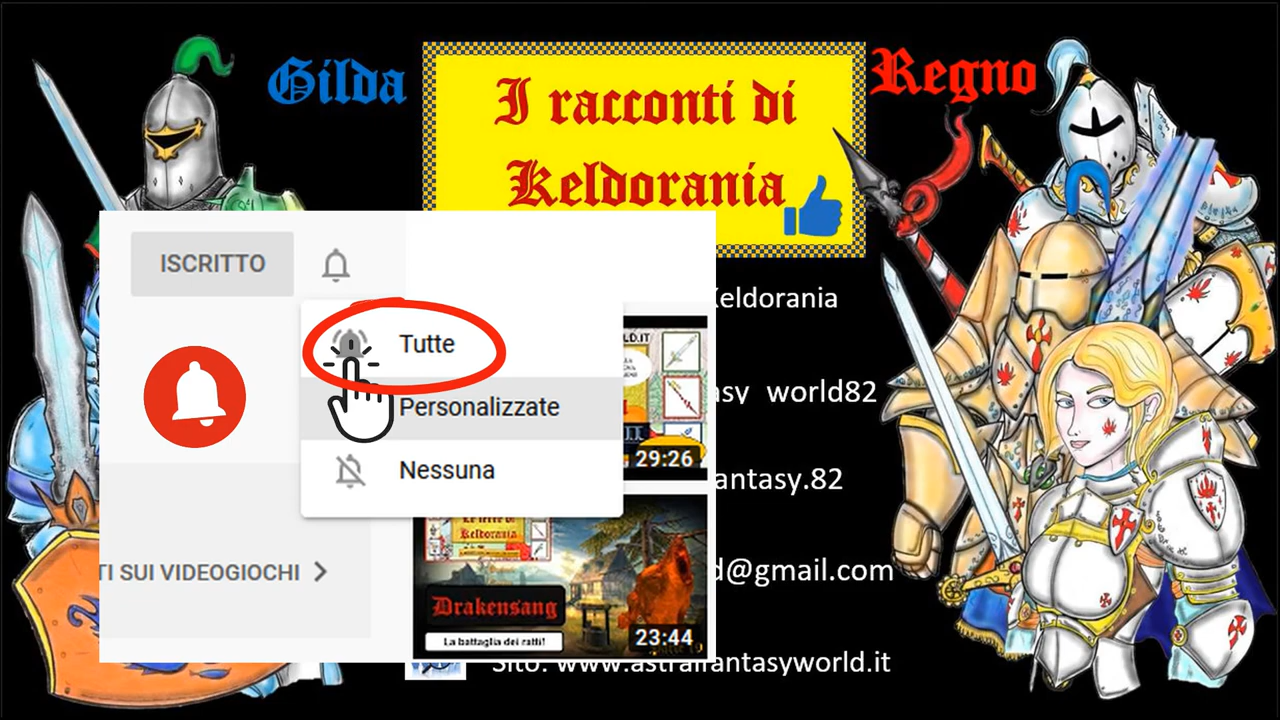 Gilda
I racconti di
Keldorania
Regno
ISCRITTO
Tutte
Personalizzate
Nessuna
Keldorania
world82
29:26
antasy.82
Keldorania
TI SUI VIDEOGIOCHI
d@gmail.com
Drakensang
La battaglia dei ratti!
23:44
Sito: www.astralfantasyworld.it